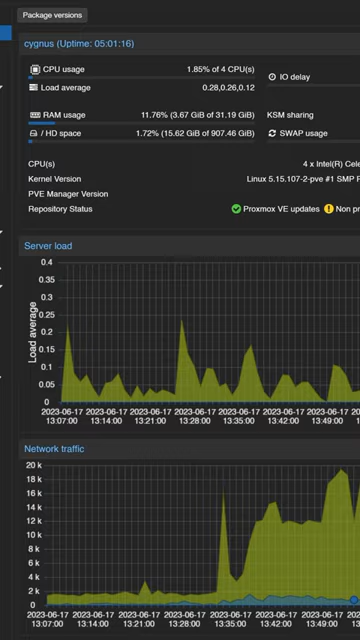 Package versions
cygnus (Uptime: 05:01:16)
CPU usage 1.85% of 4 CPU(s)
IO delay
Load average 0.28,0.26,0.12
RAM usage 11.76% (3.67 GiB of 31.19 GiB)
KSM sharing
/ HD space 1.72% (15.62 GiB of 907.46 GiB)
SWAP usage
CPU(s) 4 x Intel(R) Cele
Kernel Version Linux 5.15.107-2-pve #1 SMP P
PVE Manager Version
Repository Status Proxmox VE updates Non pr
Server load
0.4
0.35
0.3
0.25
0.2
0.15
0.1
0.05
0
Load average
2023-06-17 2023-06-17 2023-06-17 2023-06-17 2023-06-17 2023-06-17 2023-06-17 20
13:07:00 13:14:00 13:21:00 13:28:00 13:35:00 13:42:00 13:49:00
Network traffic
20 k
18 k
16 k
14 k
12 k
10 k
8 k
6 k
4 k
2 k
0
2023-06-17 2023-06-17 2023-06-17 2023-06-17 2023-06-17 2023-06-17 2023-06-17 20
13:07:00 13:14:00 13:21:00 13:28:00 13:35:00 13:42:00 13:49:00